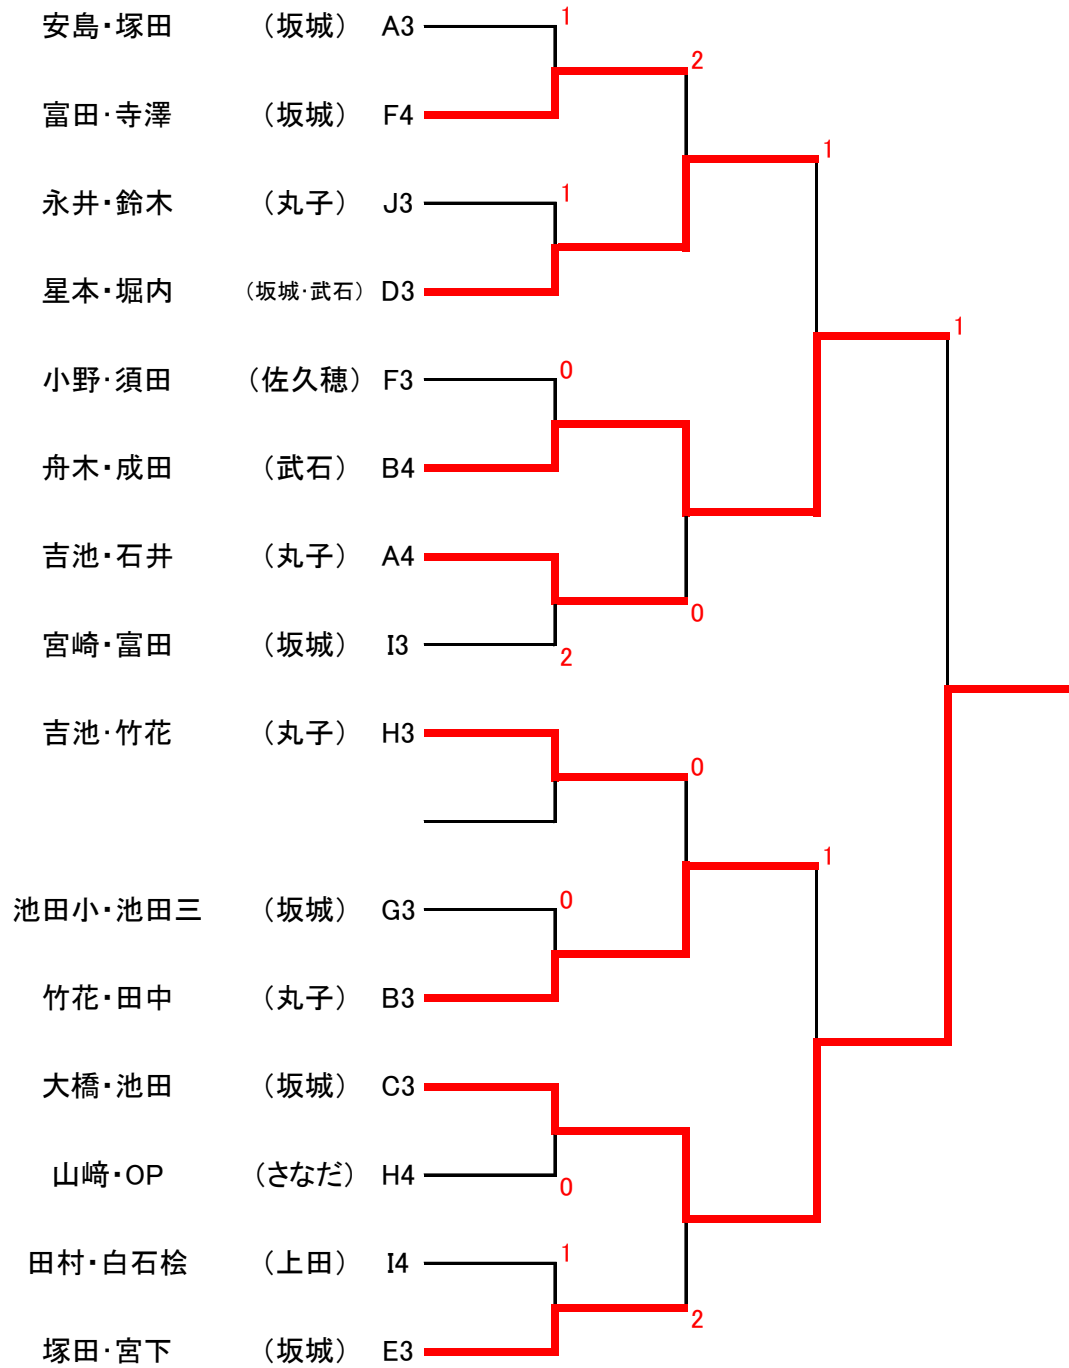 安島・塚田 （坂城） A3 1
2
富田・寺澤 （坂城） F4
1
永井・鈴木 （丸子） J3 1
星本・堀内 （坂城・武石） D3
1
小野・須田 （佐久穂） F3 0
舟木・成田 （武石） B4
吉池・石井 （丸子） A4
0
宮崎・富田 （坂城） I3 2
吉池・竹花 （丸子） H3
0
1
池田小・池田三 （坂城） G3 0
竹花・田中 （丸子） B3
大橋・池田 （坂城） C3
山﨑・OP （さなだ） H4 0
田村・白石桧 （上田） I4 1
2
塚田・宮下 （坂城） E3